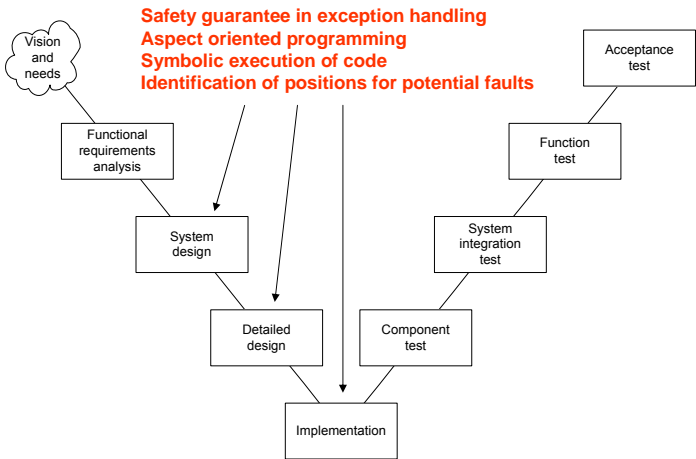 Safety guarantee in exception handling
Aspect oriented programming
Symbolic execution of code
Identification of positions for potential faults
Vision
and
needs
Acceptance
test
Functional
requirements
analysis
Function
test
System
design
System
integration
test
Detailed
design
Component
test
Implementation